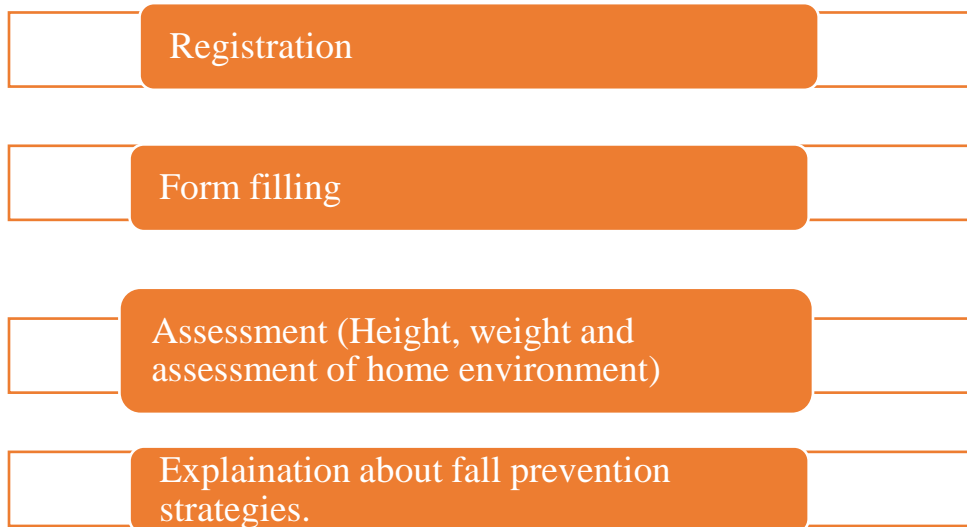 Registration
Form filling
Assessment (Height, weight and
assessment of home environment)
Explaination about fall prevention
strategies.